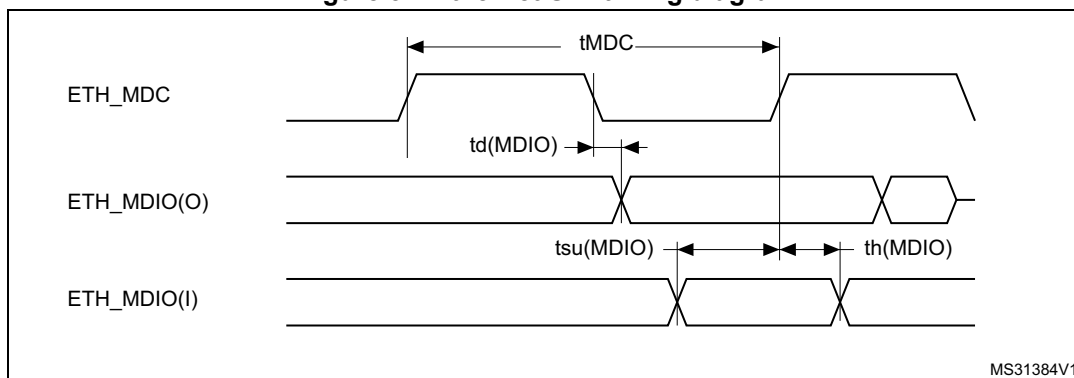 tMDC
ETH_MDC
td(MDIO)
ETH_MDIO(O)
tsu(MDIO)
th(MDIO)
ETH_MDIO(I)
MS31384V1